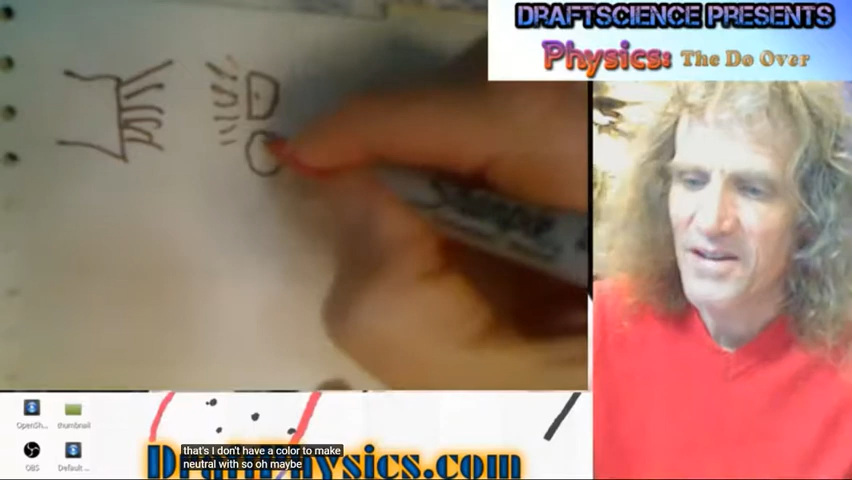 DRAFTSCIENCE PRESENTS
Physics: The Do Over
Sharpie
OpenSh...
thumbnail
OBS
Default ...
that's I don't have a color to make
neutral with so oh maybe